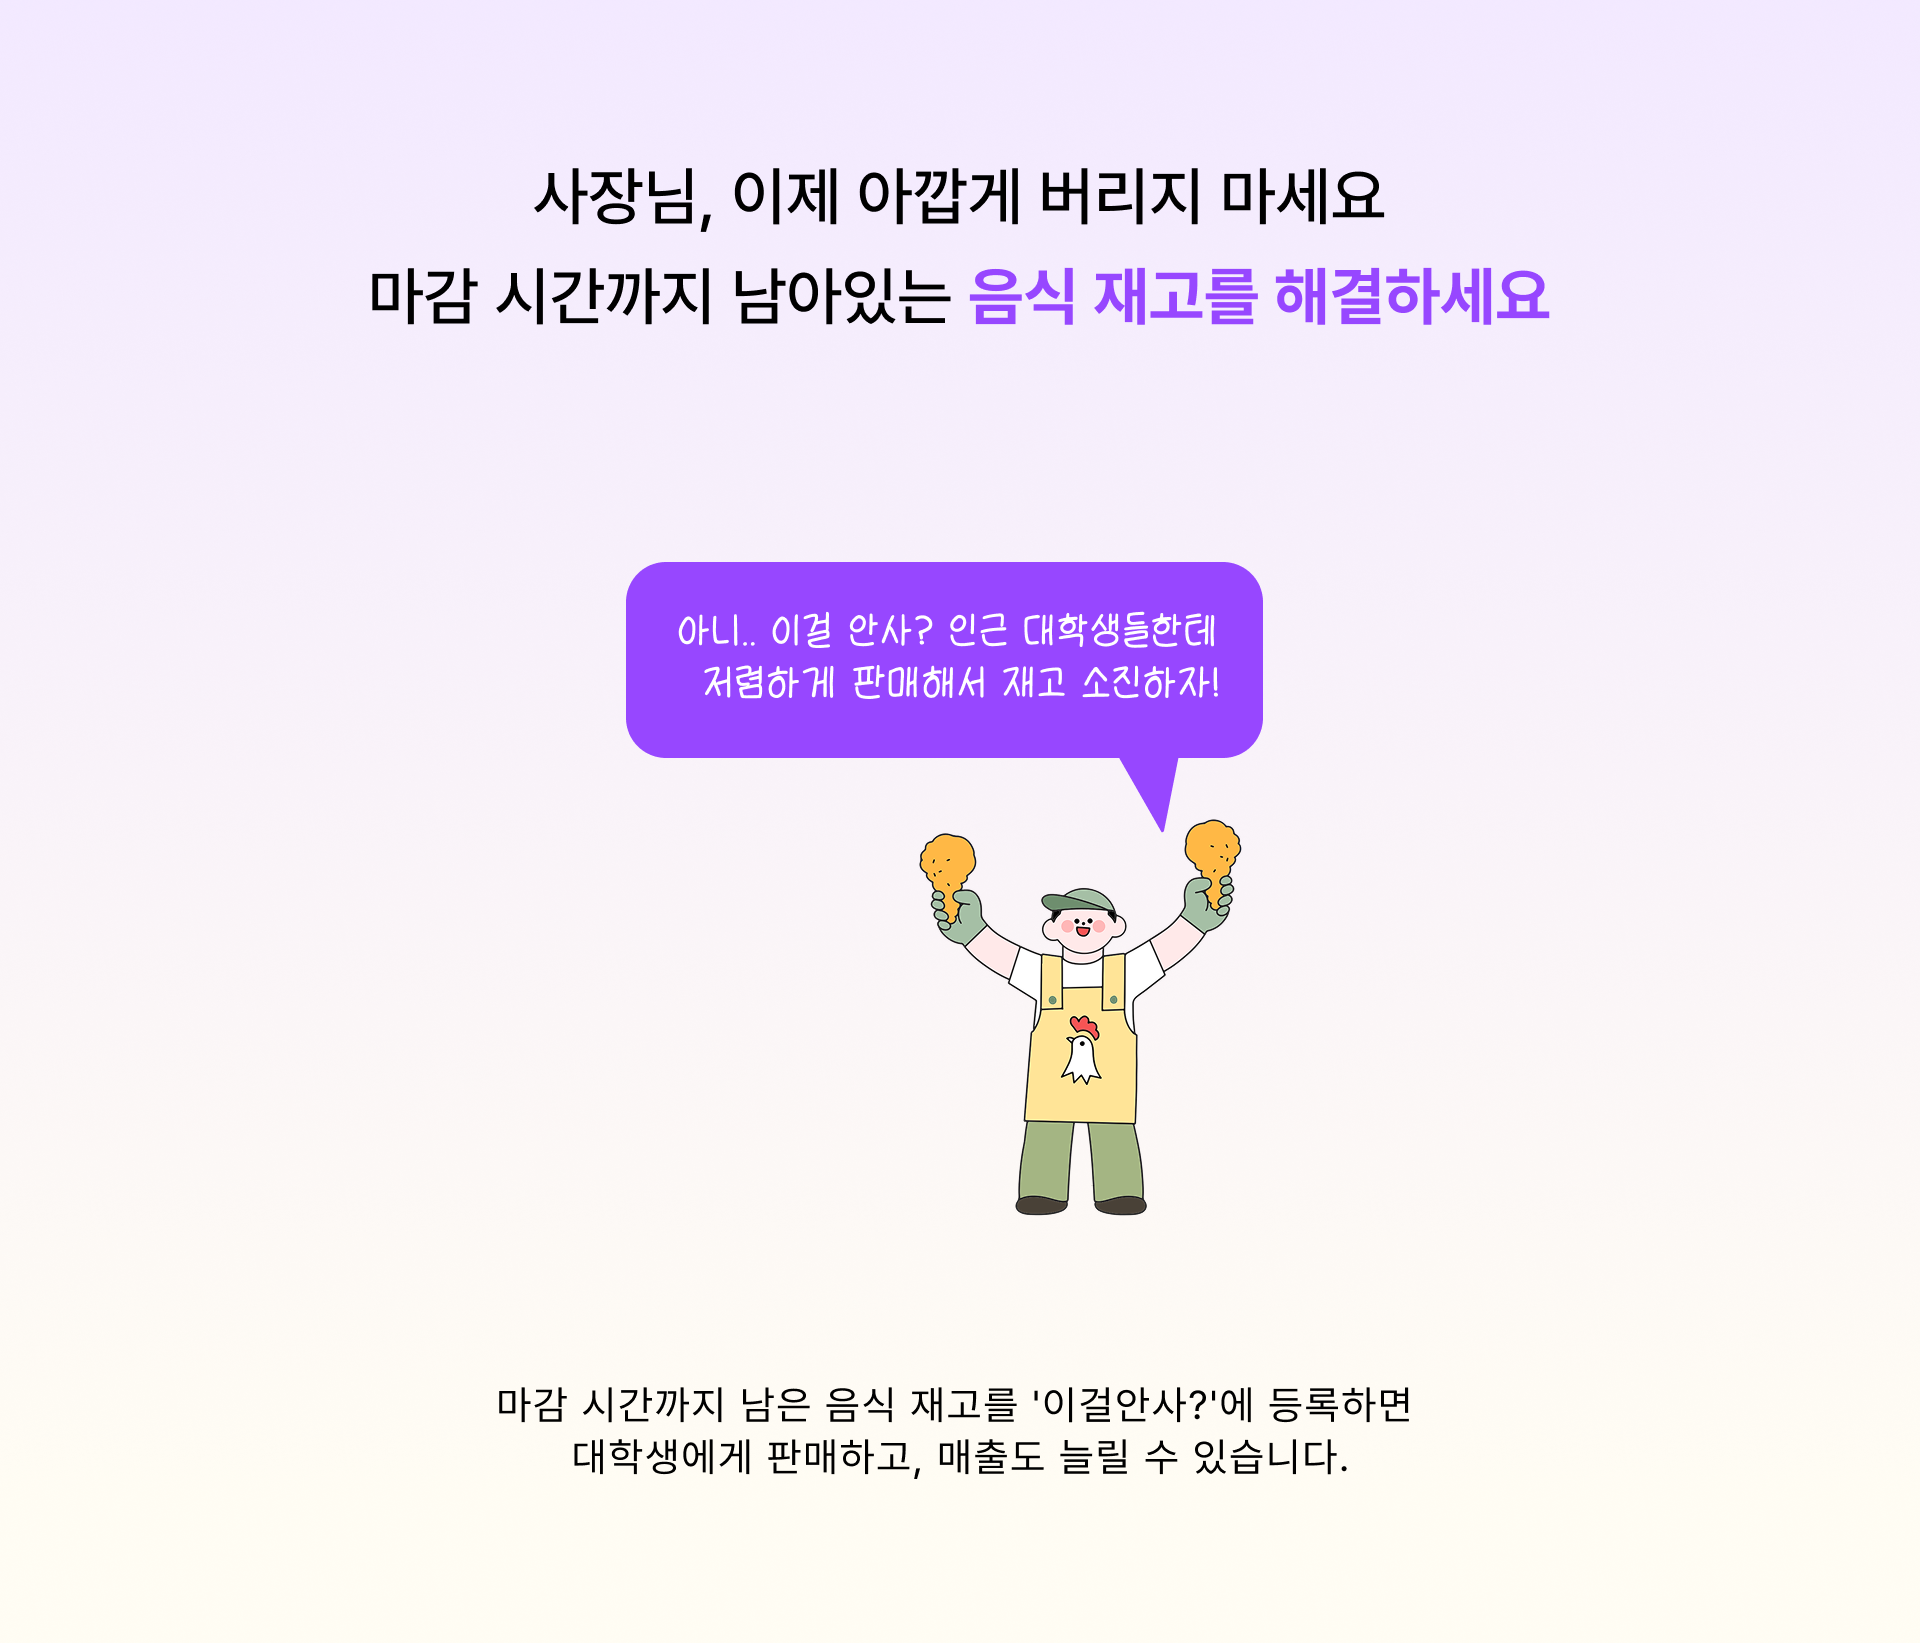 사장님, 이제 아깝게 버리지 마세요
마감 시간까지 남아있는 음식 재고를 해결하세요
아니.. 이걸 안사? 인근 대학생들한테
저렴하게 판매해서 재고 소진하자!
마감 시간까지 남은 음식 재고를 '이걸안사?'에 등록하면
대학생에게 판매하고, 매출도 늘릴 수 있습니다.